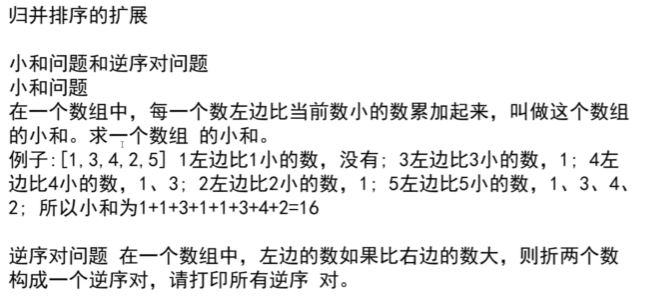 归并排序的扩展
小和问题和逆序对问题
小和问题
在一个数组中，每一个数左边比当前数小的数累加起来，叫做这个数组
的小和。求一个数组 的小和。
例子:[1,3,4,2,5] 1左边比1小的数，没有; 3左边比3小的数，1; 4左
边比4小的数，1、3; 2左边比2小的数，1; 5左边比5小的数，1、3、4、
2; 所以小和为1+1+3+1+1+3+4+2=16
逆序对问题 在一个数组中，左边的数如果比右边的数大，则折两个数
构成一个逆序对，请打印所有逆序 对。